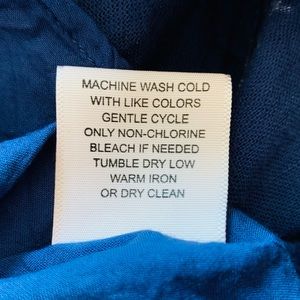 MACHINE WASH COLD
WITH LIKE COLORS
GENTLE CYCLE
ONLY NON-CHLORINE
BLEACH IF NEEDED
TUMBLE DRY LOW
WARM IRON
OR DRY CLEAN